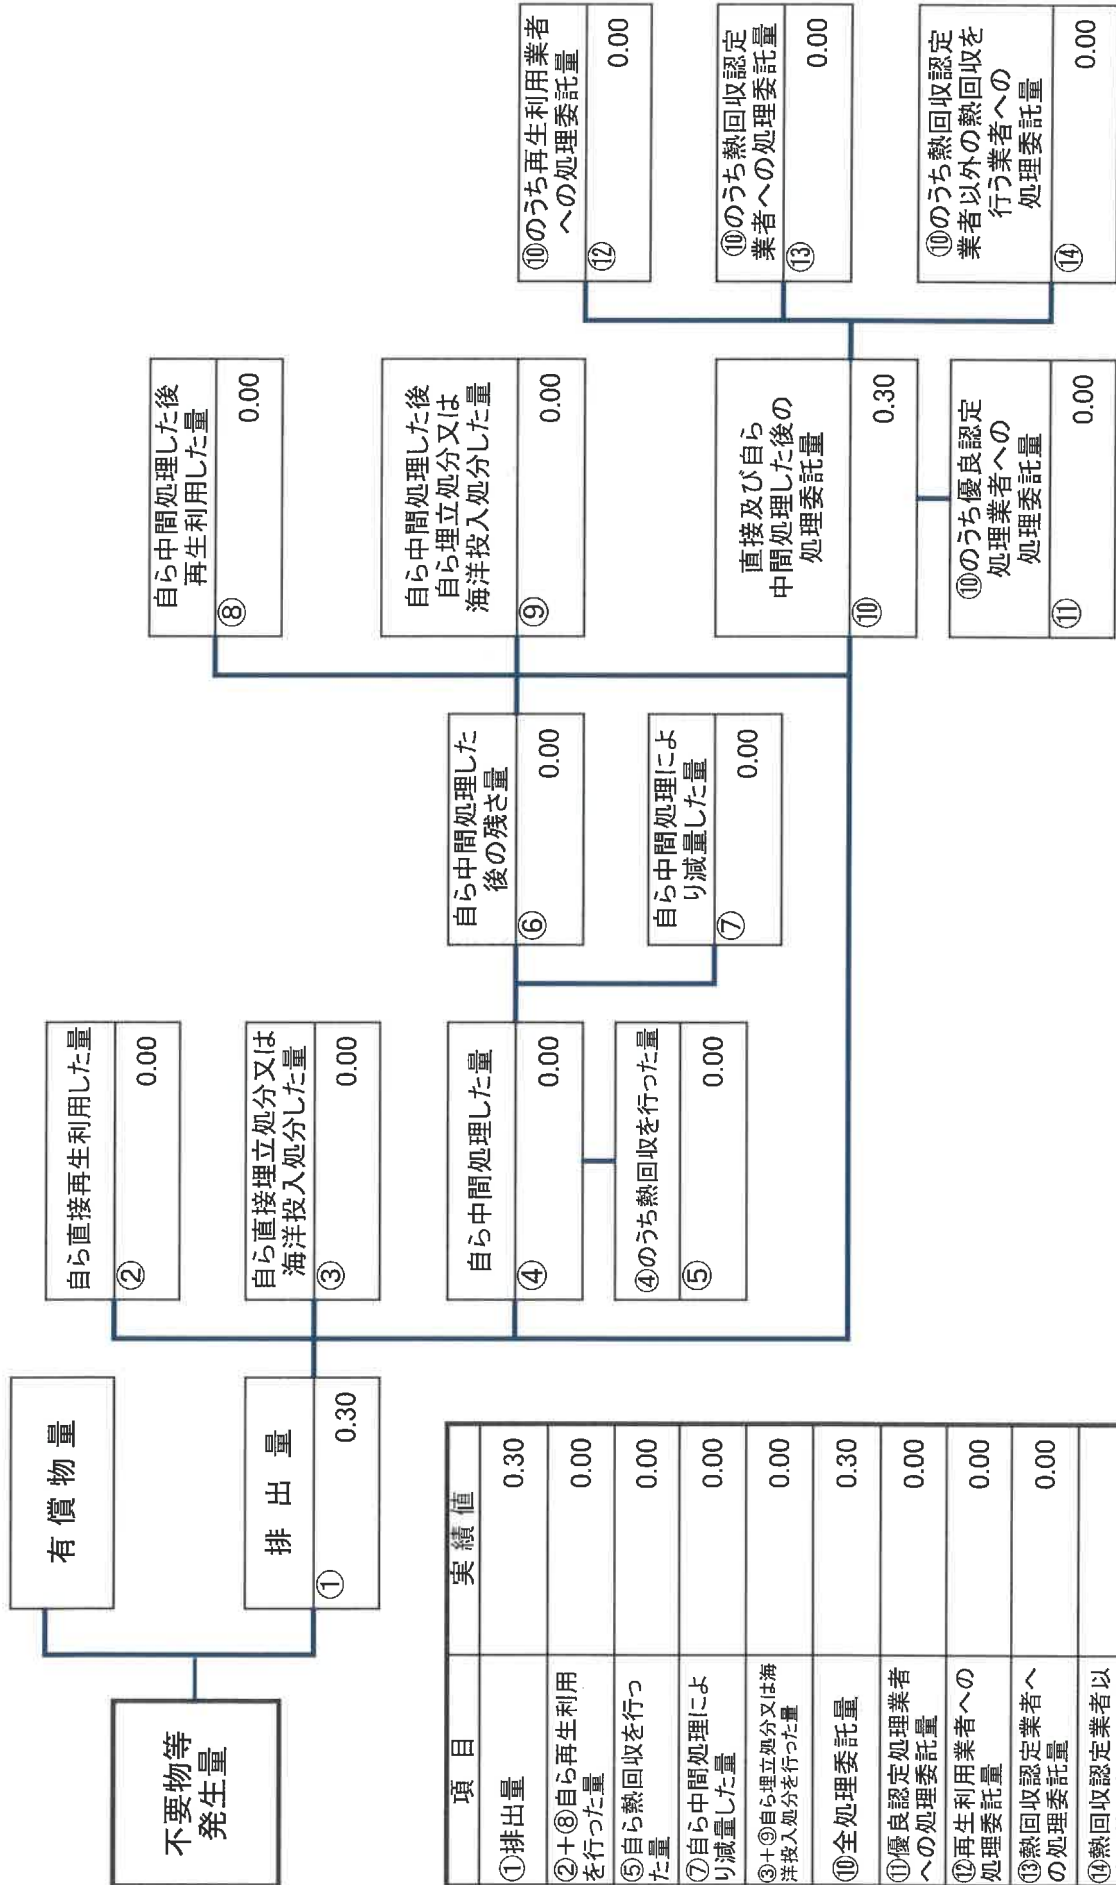 不要物等
発生量
有償物量
排出量
①
0.30
自ら直接再生利用した量
②
0.00
自ら直接埋立処分又は
海洋投入処分した量
③
0.00
自ら中間処理した量
④
0.00
④のうち熱回収を行った量
⑤
0.00
自ら中間処理した
後の残さ量
⑥
0.00
自ら中間処理によ
り減量した量
⑦
0.00
自ら中間処理した後
再生利用した量
⑧
0.00
自ら中間処理した後
自ら埋立処分又は
海洋投入処分した量
⑨
0.00
直接及び自ら
中間処理した後の
処理委託量
⑩
0.30
⑩のうち優良認定
処理業者への
処理委託量
⑪
0.00
⑩のうち再生利用業者
への処理委託量
⑫
0.00
⑩のうち熱回収認定
業者への処理委託量
⑬
0.00
⑩のうち熱回収認定
業者以外の熱回収を
行う業者への
処理委託量
⑭
0.00
項目 実績値
①排出量 0.30
②+⑧自ら再生利用
を行った量 0.00
⑤自ら熱回収を行っ
た量 0.00
⑦自ら中間処理によ
り減量した量 0.00
③+⑨自ら埋立処分又は海
洋投入処分を行った量 0.00
⑩全処理委託量 0.30
⑪優良認定処理業者
への処理委託量 0.00
⑫再生利用業者への
処理委託量 0.00
⑬熱回収認定業者へ
の処理委託量 0.00
⑭熱回収認定業者以